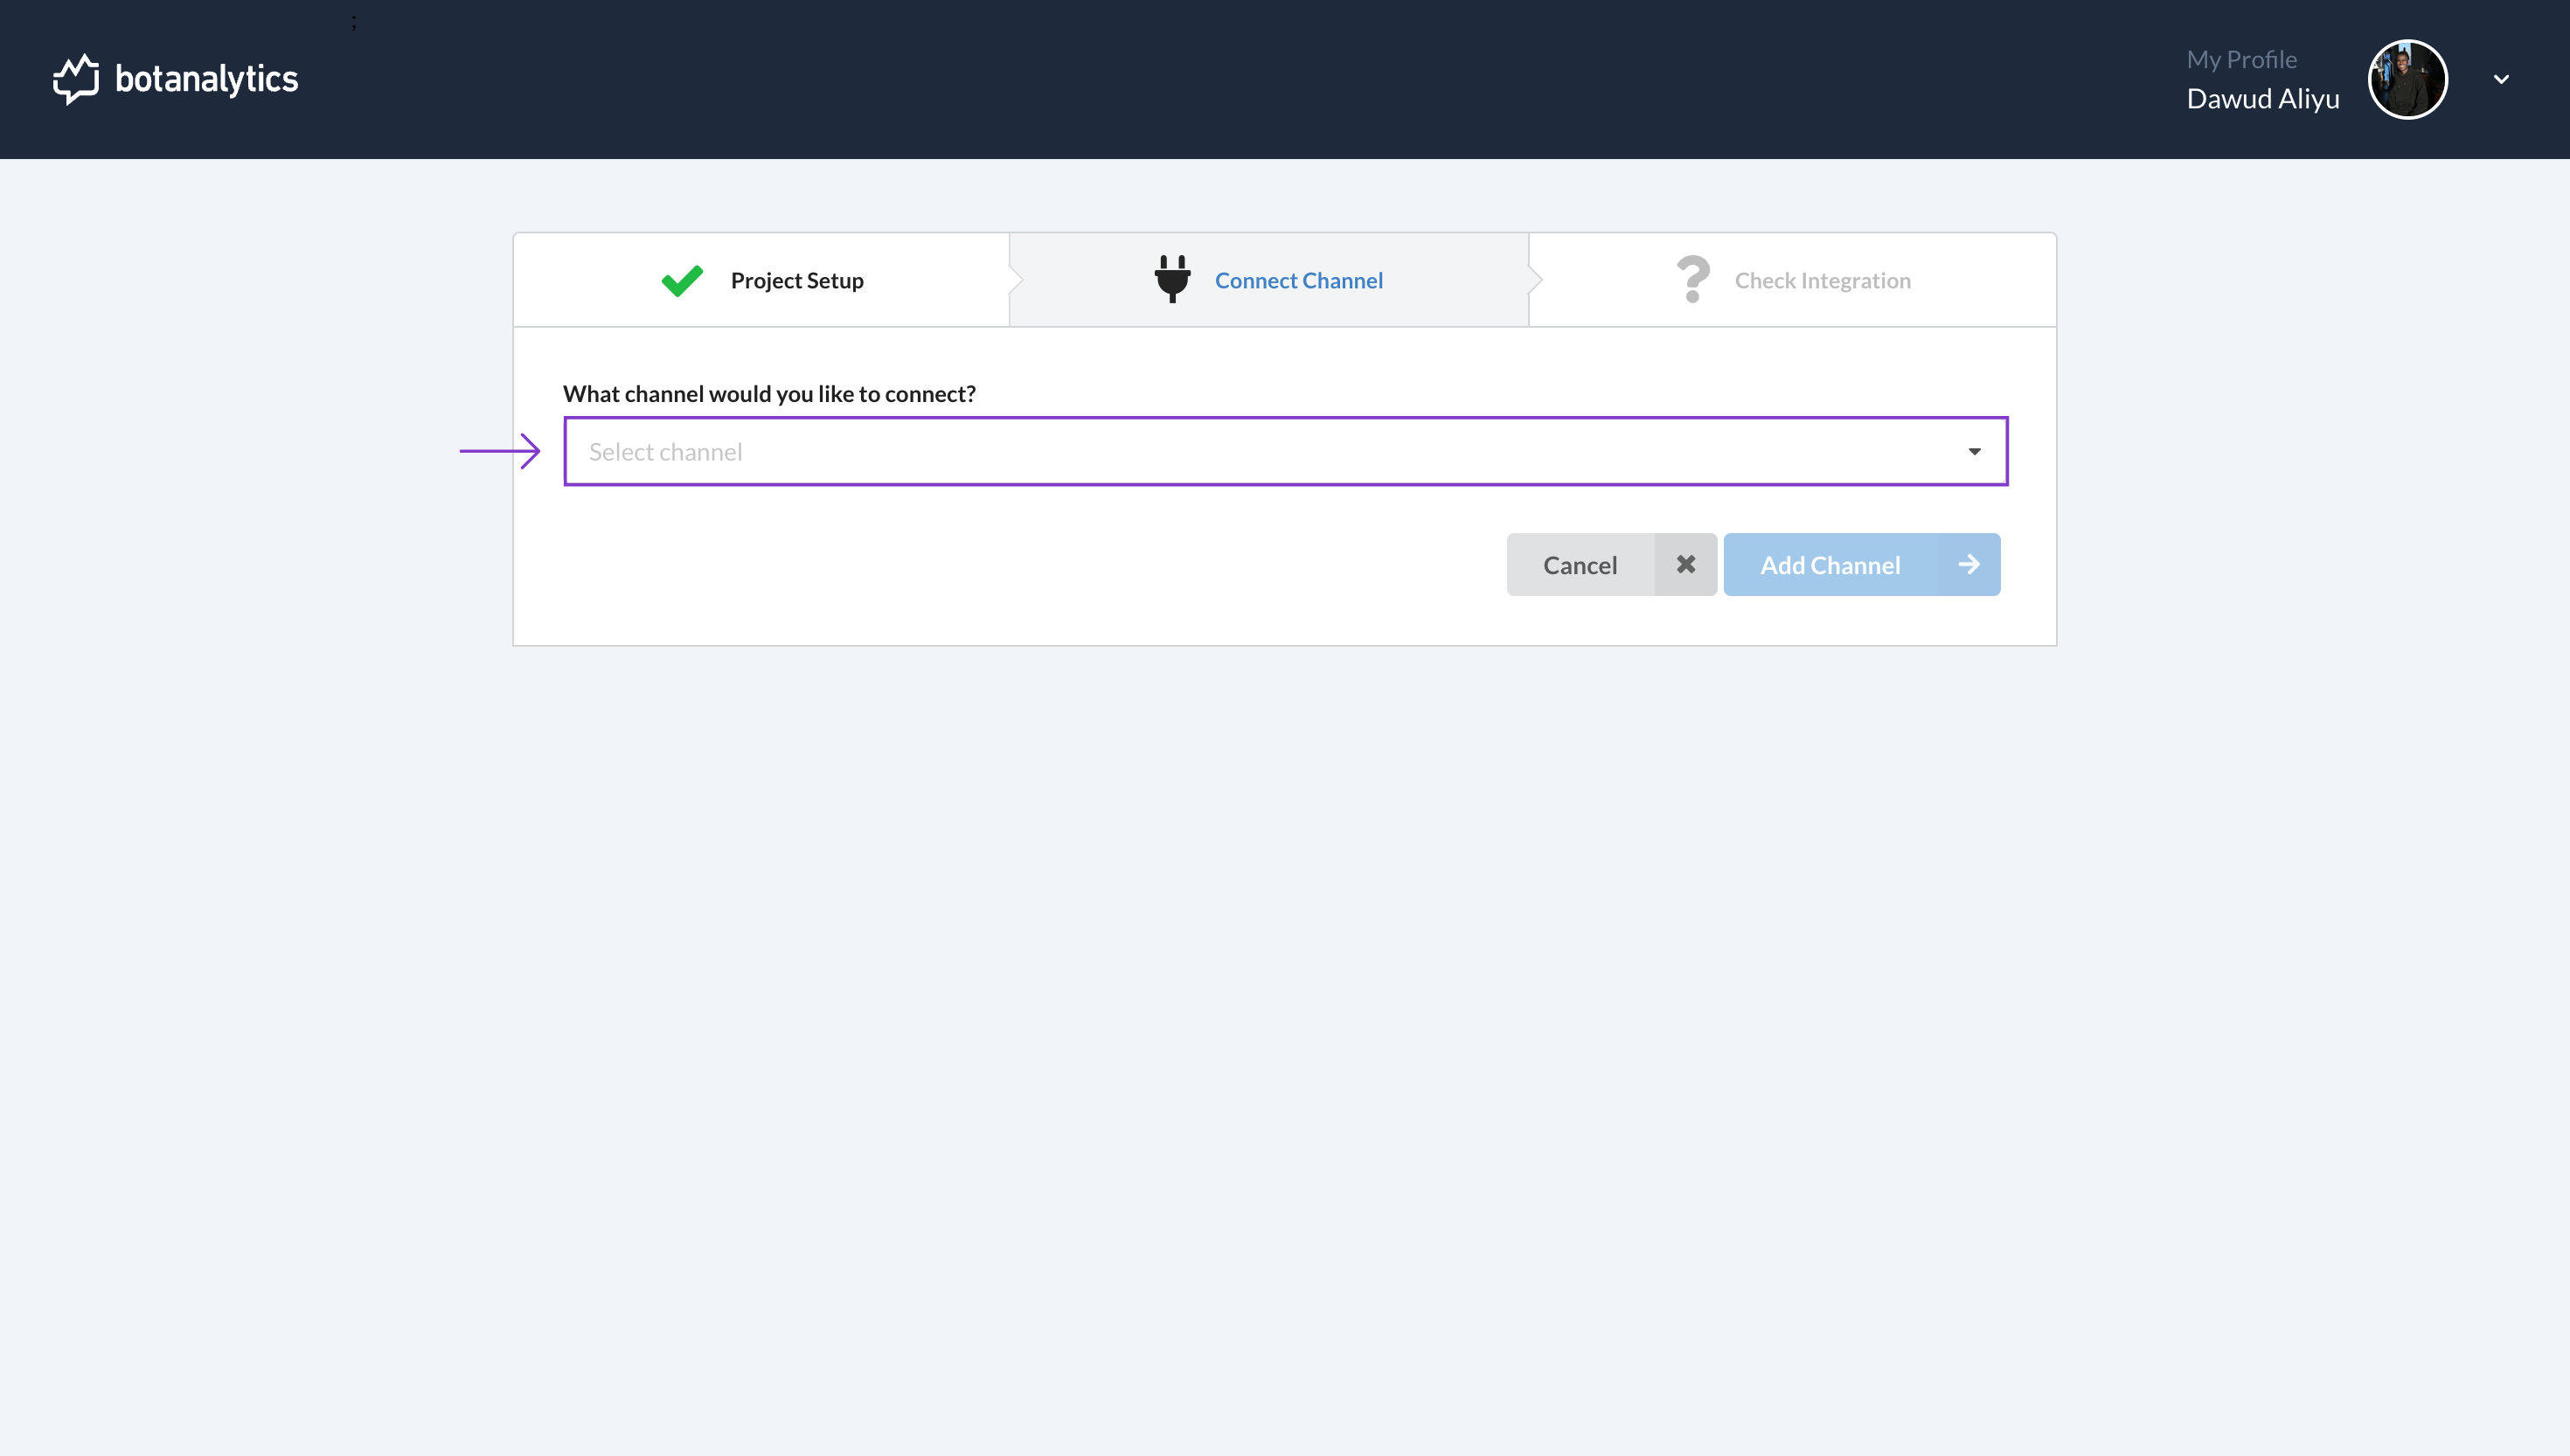 ;
botanalytics
My Profile
Dawud Aliyu
Project Setup
Connect Channel
Check Integration
What channel would you like to connect?
Select channel
Cancel
Add Channel